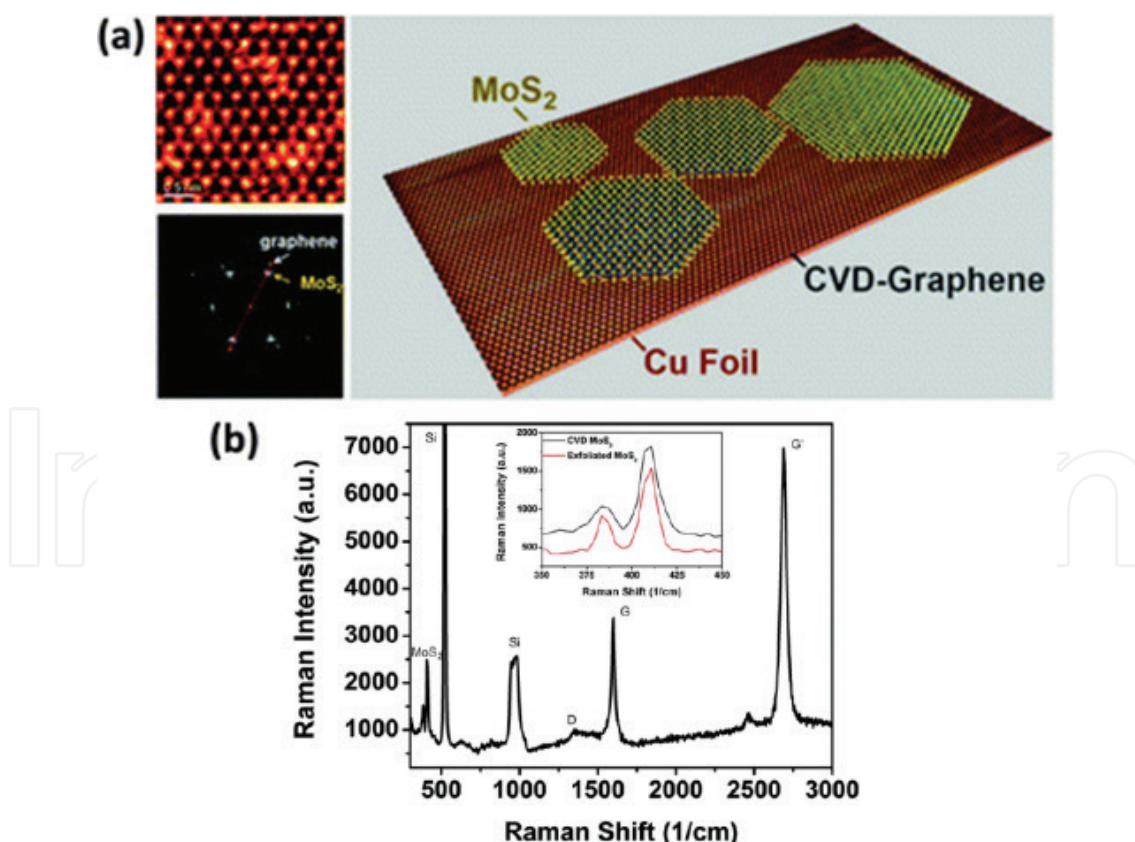 (a)
MoS₂
graphene
MoS₂
CVD-Graphene
Cu Foil
(b)
Raman Intensity (a.u.)
7000
6000
5000
4000
3000
2000
1000
Si
MoS₂
Si
D
G
G'
500
1000
1500
2000
2500
3000
Raman Shift (1/cm)
Raman Intensity (a.u.)
2000
1500
1000
500
CVD MoS₂
Exfoliated MoS₂
350
375
400
425
450
Raman Shift (1/cm)